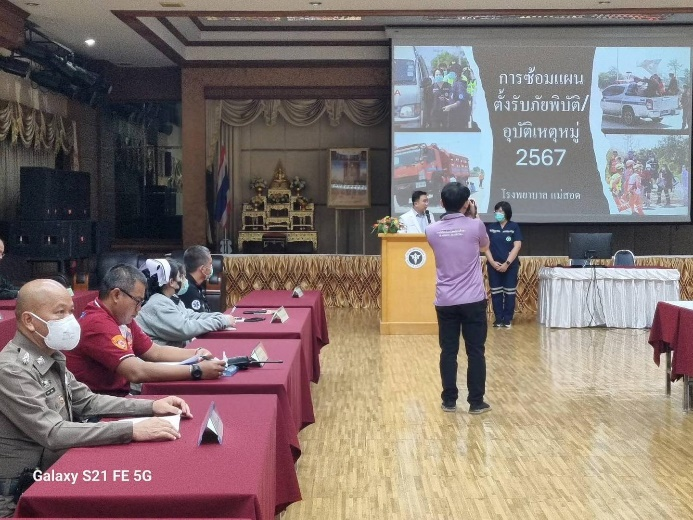 การซ้อมแผน
ตั้งรับภัยพิบัติ/
อุบัติเหตุหมู่
2567
โรงพยาบาล แม่สอด
Galaxy S21 FE 5G